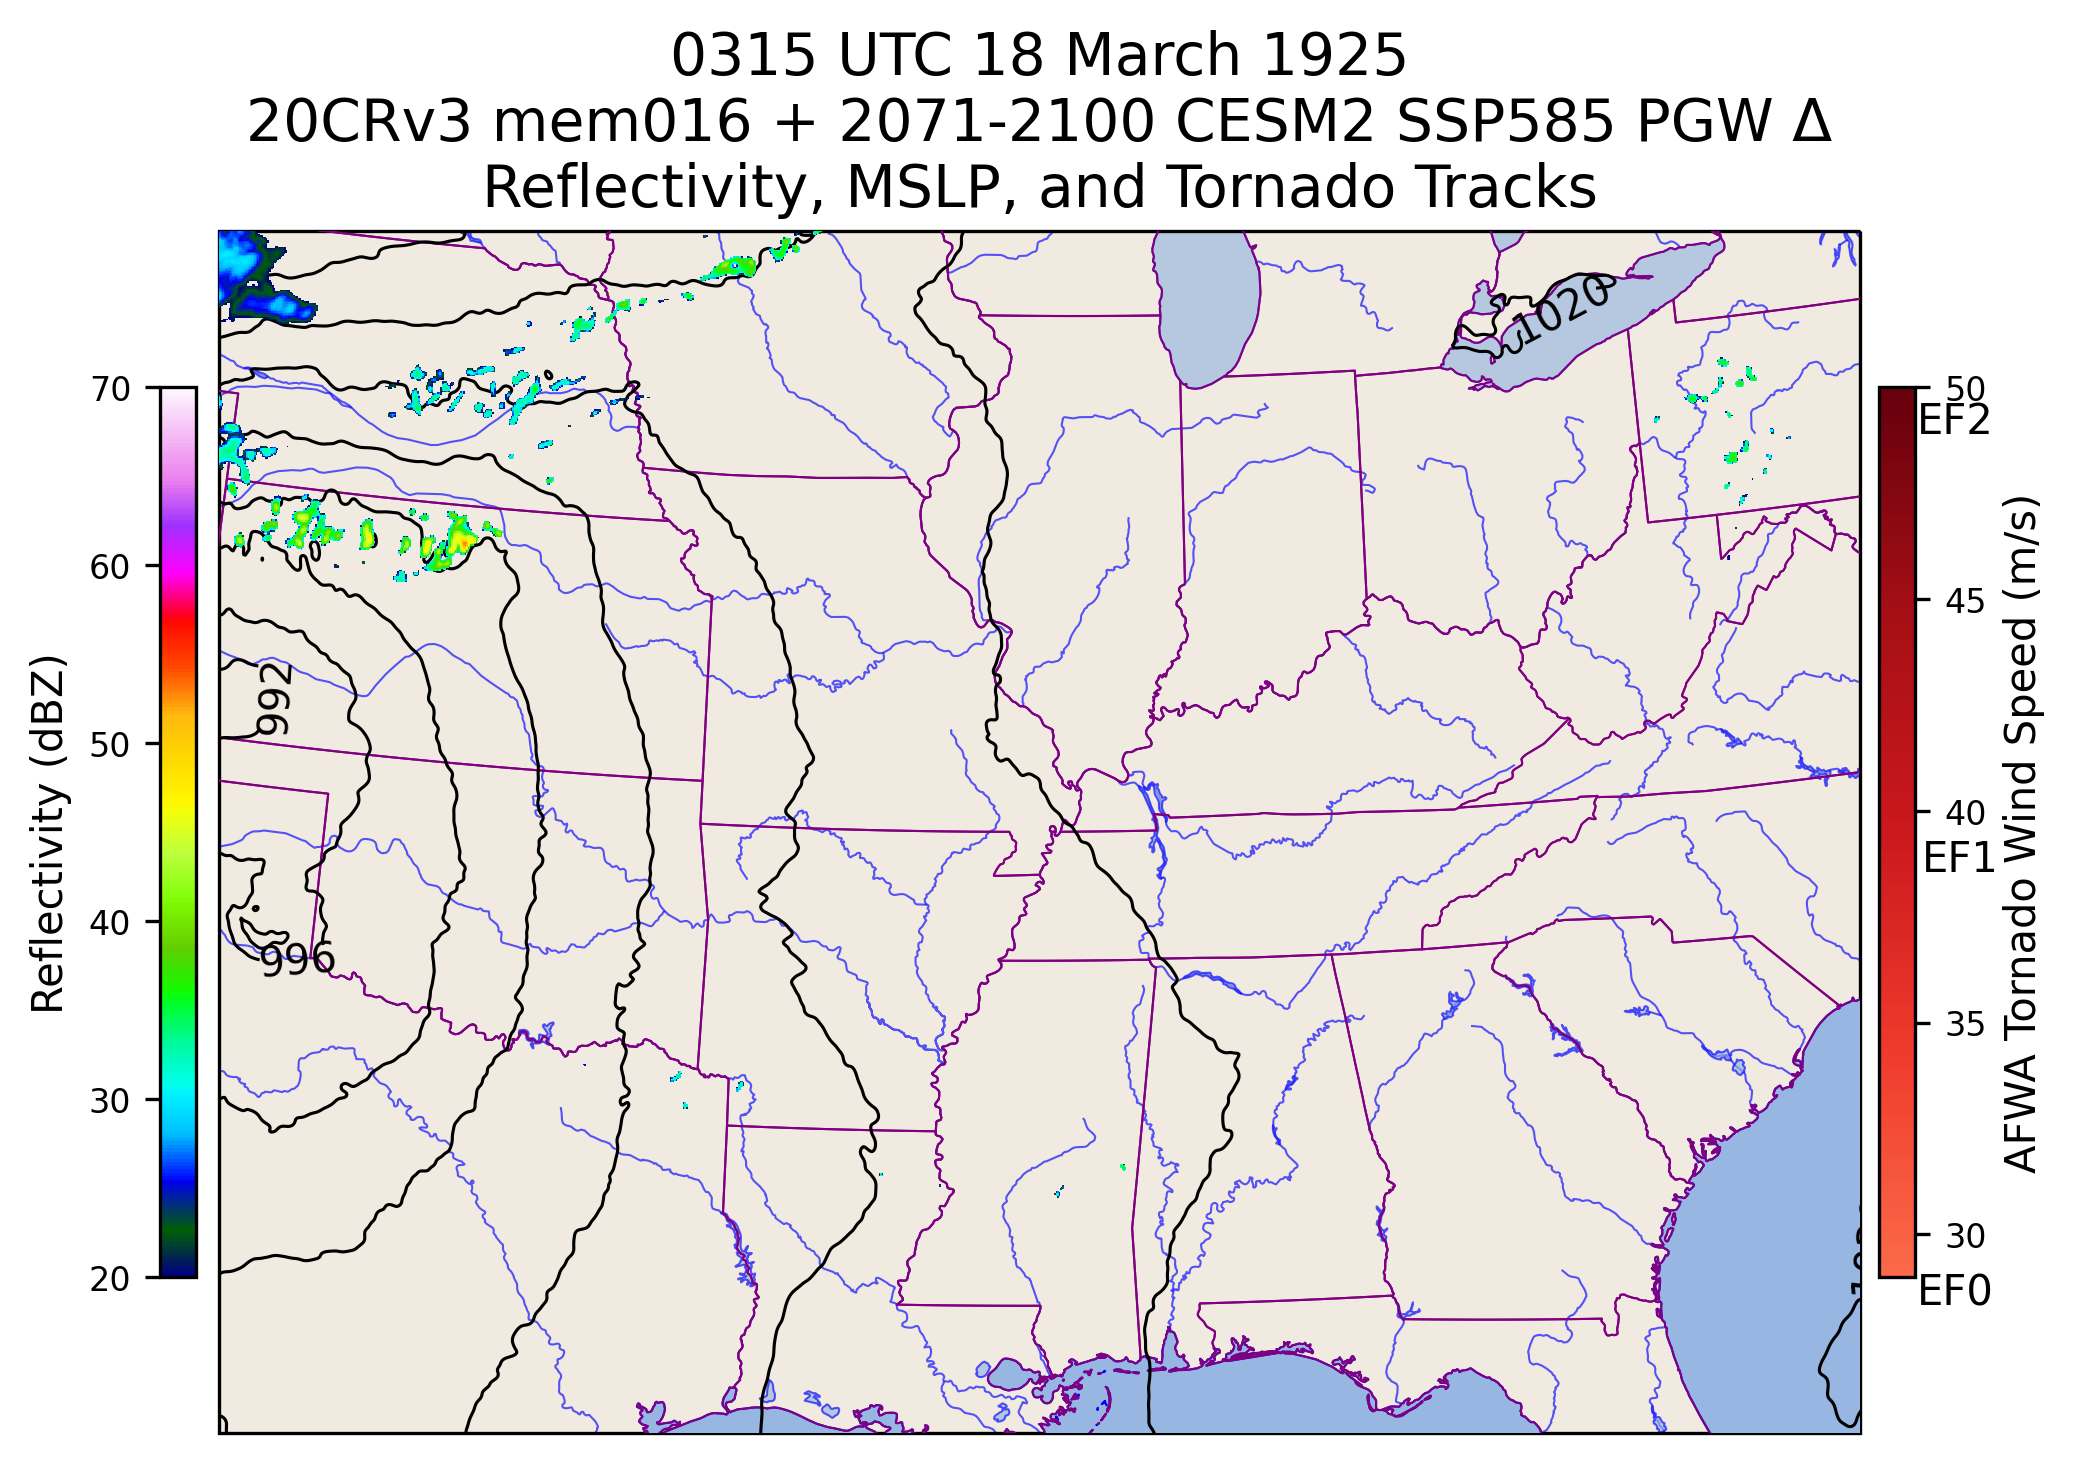 0315 UTC 18 March 1925
20CRv3 mem016 + 2071-2100 CESM2 SSP585 PGW Δ
Reflectivity, MSLP, and Tornado Tracks
1020
992
996
70
60
50
40
30
20
Reflectivity (dBZ)
50
EF2
45
40
EF1
35
30
EF0
AFWA Tornado Wind Speed (m/s)